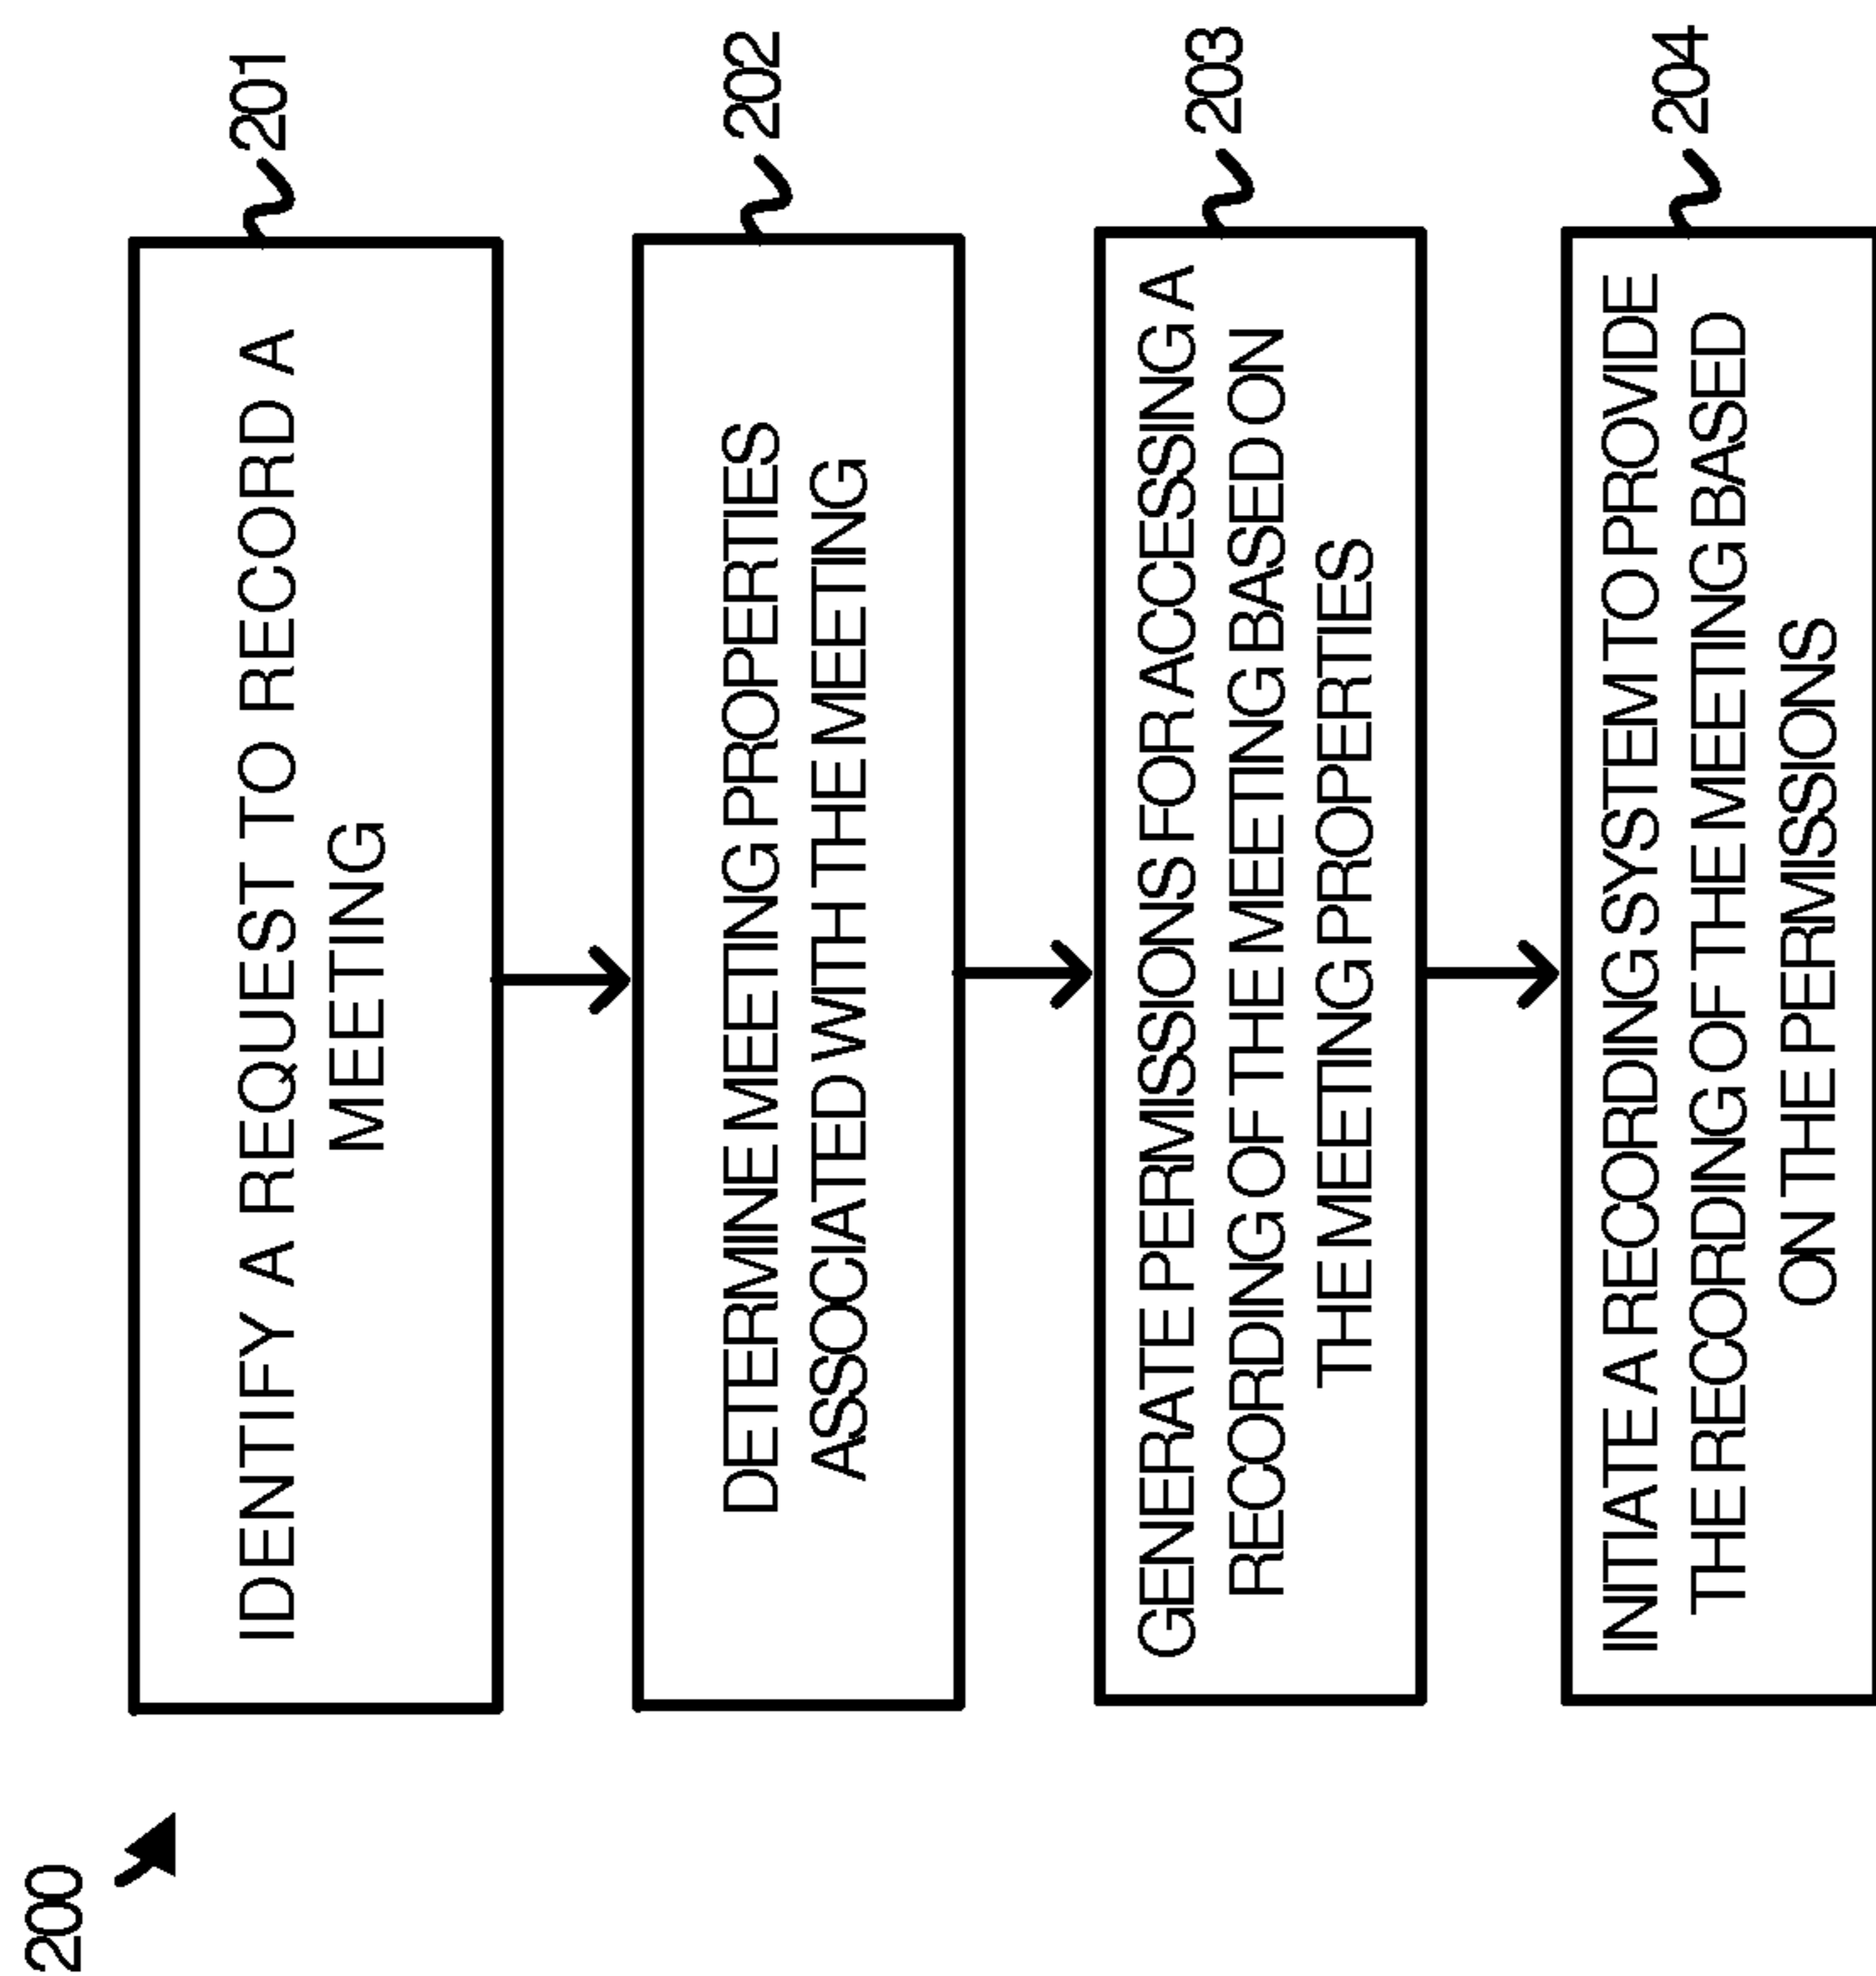 200
IDENTIFY A REQUEST TO RECORD A
MEETING
201
DETERMINE MEETING PROPERTIES
ASSOCIATED WITH THE MEETING
202
GENERATE PERMISSIONS FOR ACCESSING A
RECORDING OF THE MEETING BASED ON
THE MEETING PROPERTIES
203
INITIATE A RECORDING SYSTEM TO PROVIDE
THE RECORDING OF THE MEETING BASED
ON THE PERMISSIONS
204